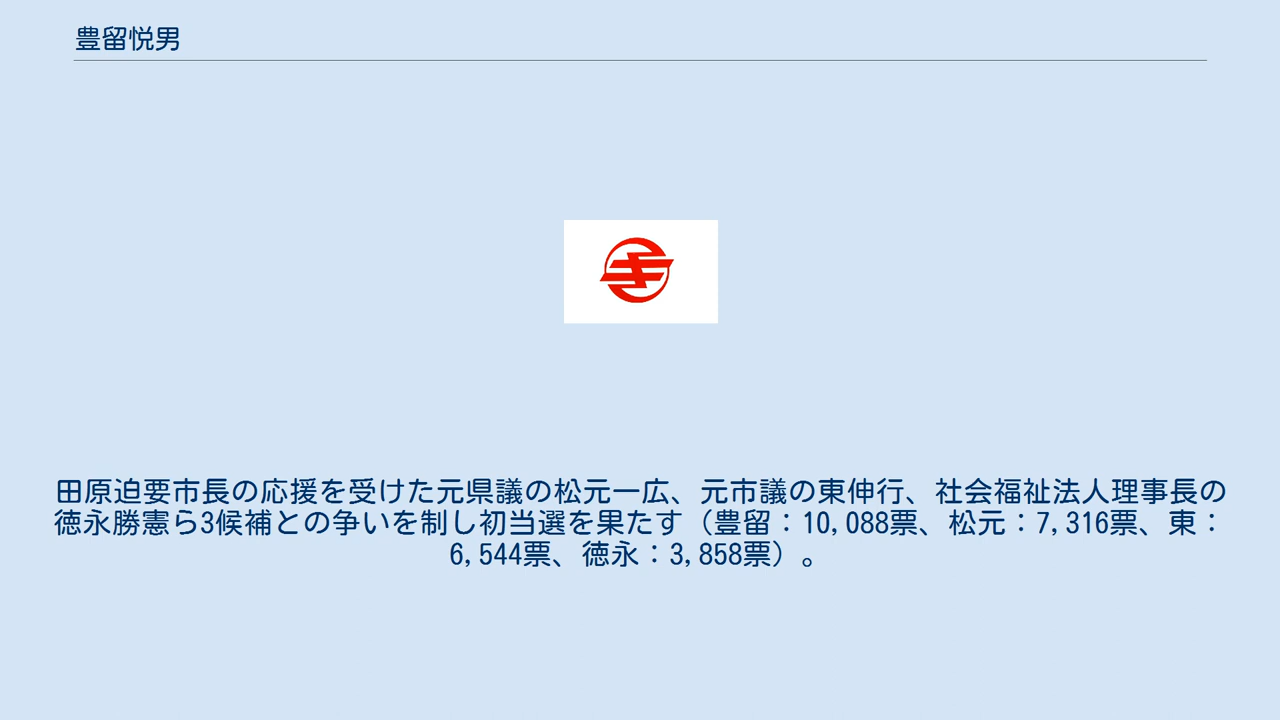 豊留悦男
田原迫要市長の応援を受けた元県議の松元一広、元市議の東伸行、社会福祉法人理事長の
徳永勝憲ら3候補との争いを制し初当選を果たす（豊留：10,088票、松元：7,316票、東：
6,544票、徳永：3,858票）。